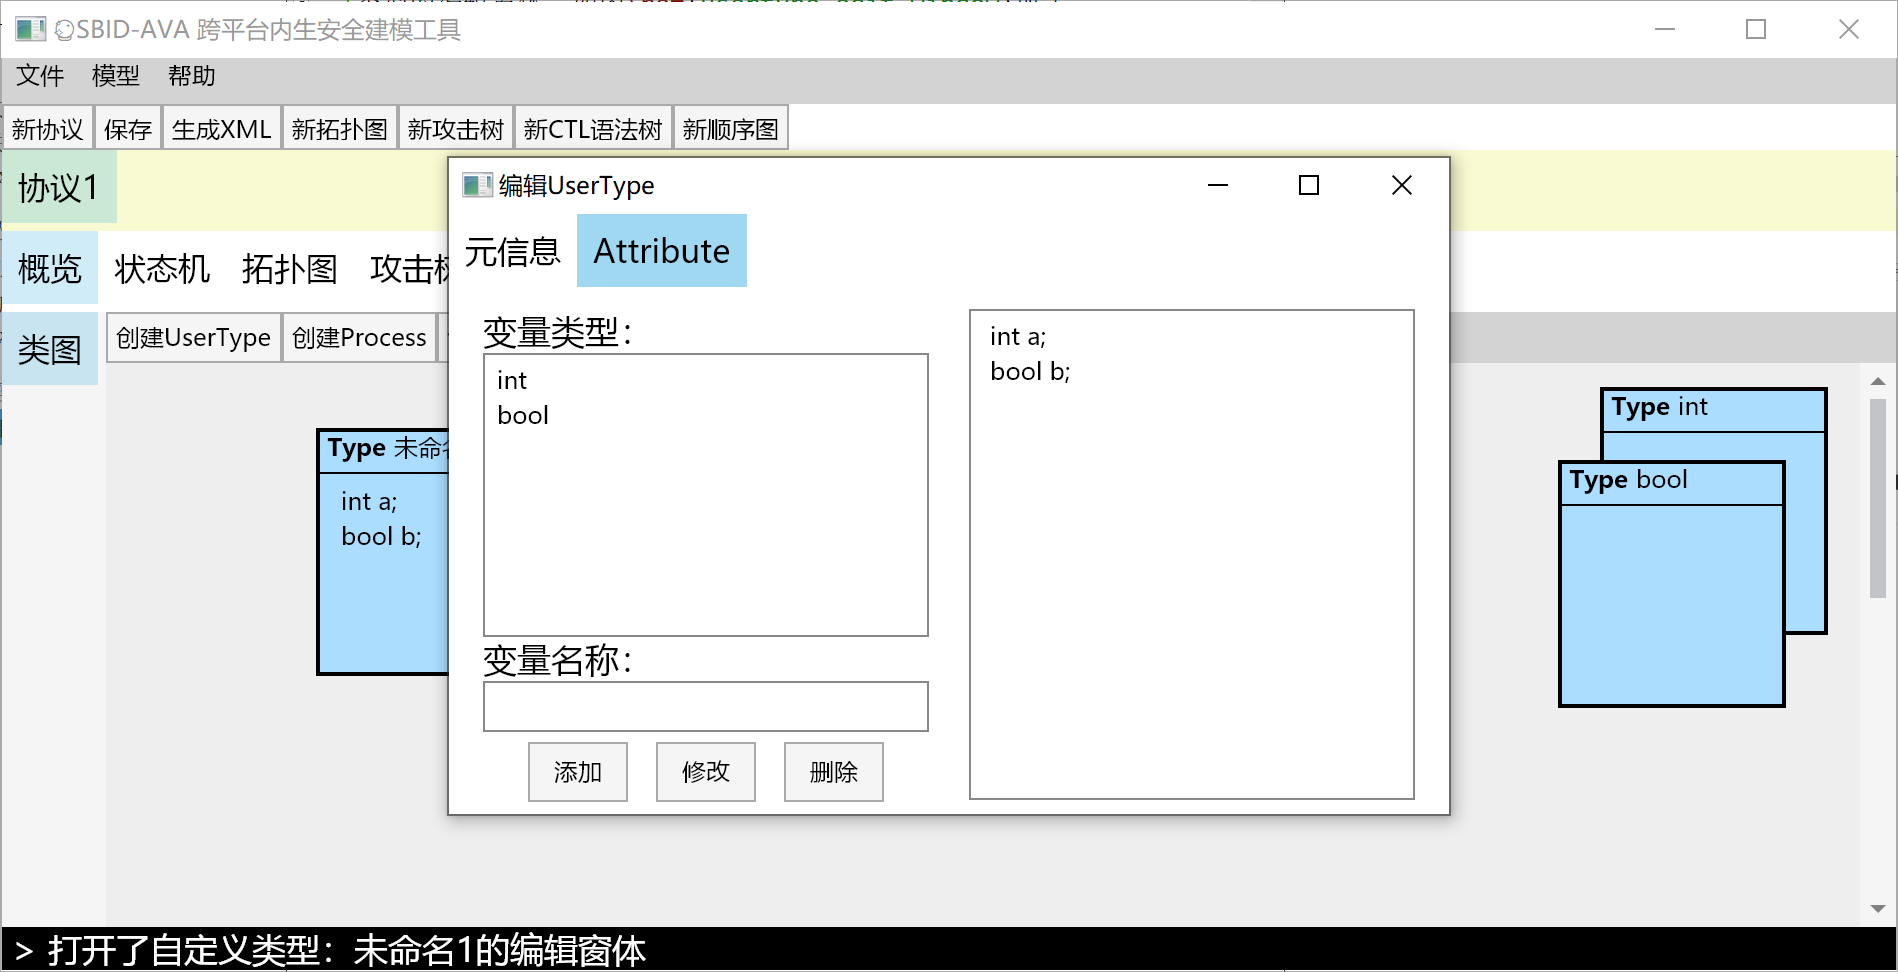 SBID-AVA 跨平台内生安全建模工具
文件 模型 帮助
新协议 保存 生成XML 新拓扑图 新攻击树 新CTL语法树 新顺序图
协议1
概览 状态机 拓扑图 攻击树
类图 创建UserType 创建Process
Type 未命名
int a;
bool b;
编辑UserType
元信息 Attribute
变量类型：
int
bool
变量名称：
添加 修改 删除
int a;
bool b;
Type int
Type bool
> 打开了自定义类型：未命名1的编辑窗体